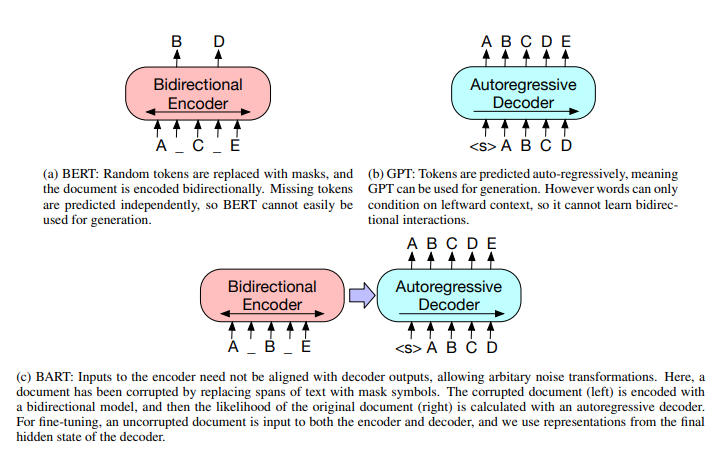 B D
Bidirectional
Encoder
A _ C _ E
A B C D E
Autoregressive
Decoder
<s> A B C D
(a) BERT: Random tokens are replaced with masks, and
the document is encoded bidirectionally. Missing tokens
are predicted independently, so BERT cannot easily be
used for generation.
(b) GPT: Tokens are predicted auto-regressively, meaning
GPT can be used for generation. However words can only
condition on leftward context, so it cannot learn bidirec-
tional interactions.
Bidirectional
Encoder
A _ B _ E
A B C D E
Autoregressive
Decoder
<s> A B C D
(c) BART: Inputs to the encoder need not be aligned with decoder outputs, allowing arbitary noise transformations. Here, a
document has been corrupted by replacing spans of text with mask symbols. The corrupted document (left) is encoded with
a bidirectional model, and then the likelihood of the original document (right) is calculated with an autoregressive decoder.
For fine-tuning, an uncorrupted document is input to both the encoder and decoder, and we use representations from the final
hidden state of the decoder.